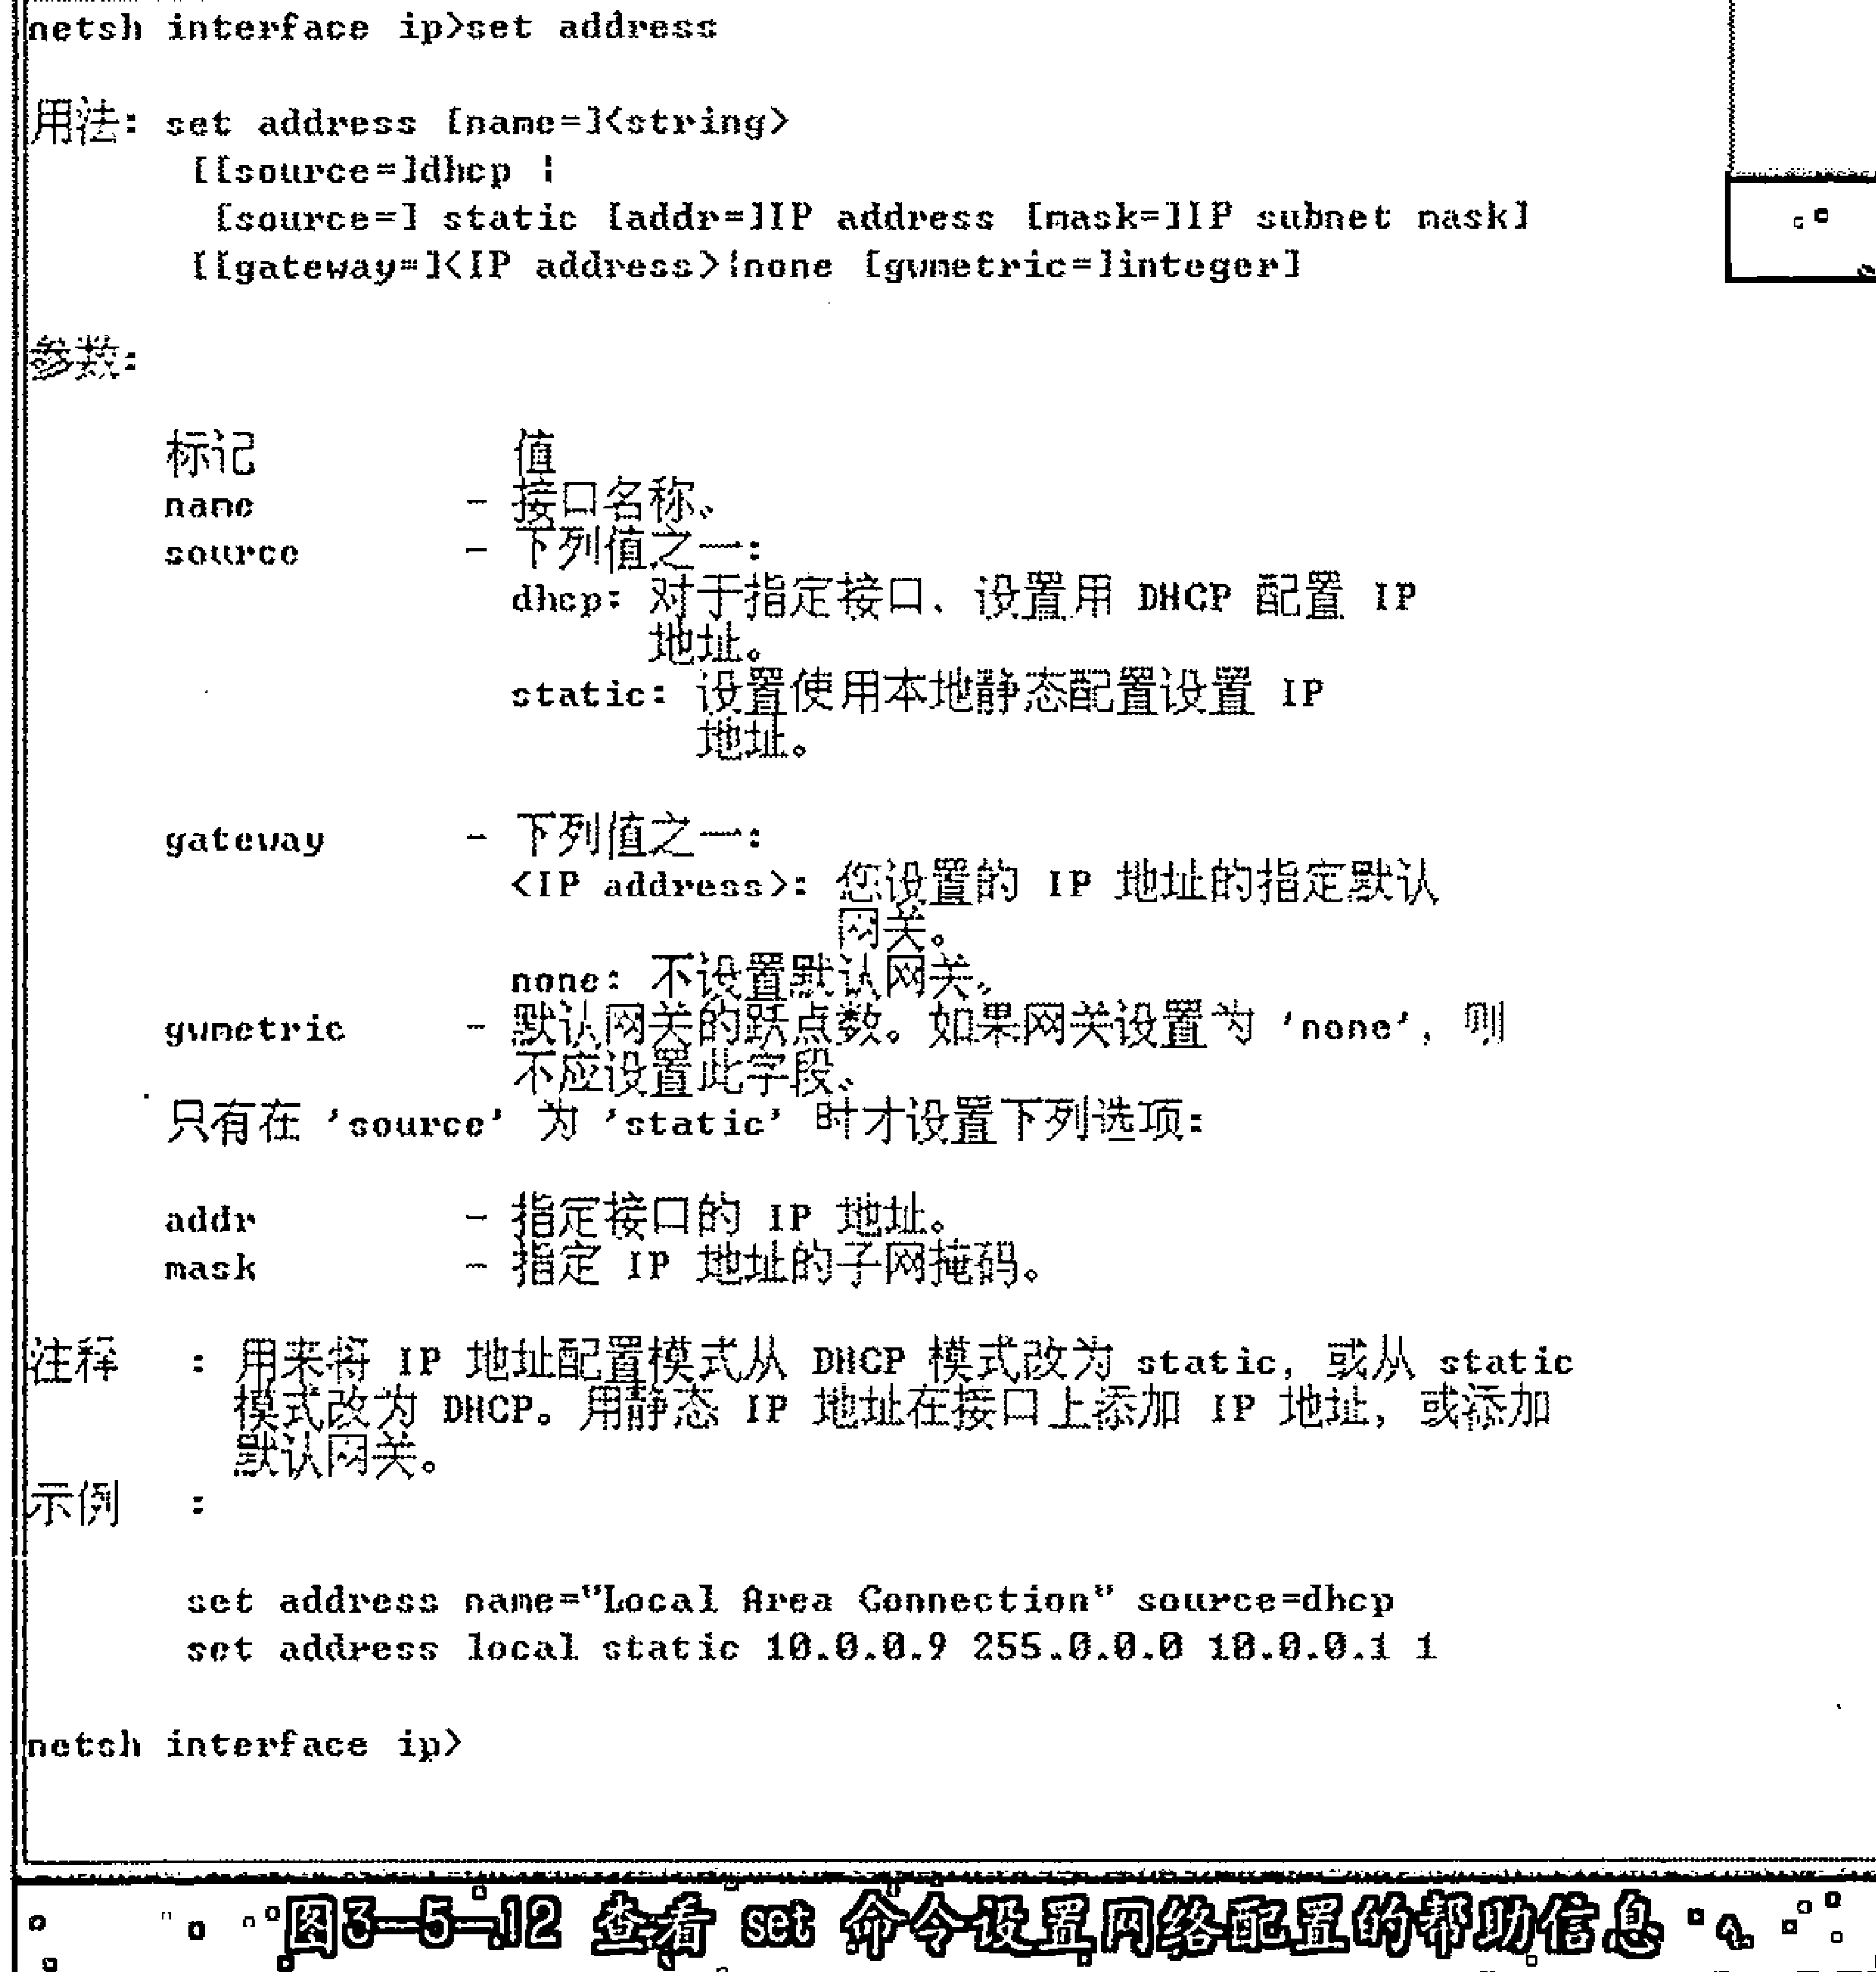 netsh interface ip>set address
用法: set address [name=]<string>
[[source=]dhcp |
[source=] static [addr=]IP address [mask=]IP subnet mask]
[[gateway=]<IP address>|none [gwmetric=]integer]
参数:
标记 值
name - 接口名称。
source - 下列值之一:
dhcp: 对于指定接口、设置用 DHCP 配置 IP
地址。
static: 设置使用本地静态配置设置 IP
地址。
gateway - 下列值之一:
<IP address>: 您设置的 IP 地址的指定默认
网关。
none: 不设置默认网关。
gwmetric - 默认网关的跃点数。如果网关设置为 'none', 则
不应设置此字段。
只有在 'source' 为 'static' 时才设置下列选项:
addr - 指定接口的 IP 地址。
mask - 指定 IP 地址的子网掩码。
注释 : 用来将 IP 地址配置模式从 DHCP 模式改为 static, 或从 static
模式改为 DHCP。用静态 IP 地址在接口上添加 IP 地址, 或添加
默认网关。
示例 :
set address name="Local Area Connection" source=dhcp
set address local static 10.0.0.9 255.0.0.0 10.0.0.1 1
netsh interface ip>
图3-5-12 查看 set 命令设置网络配置的帮助信息